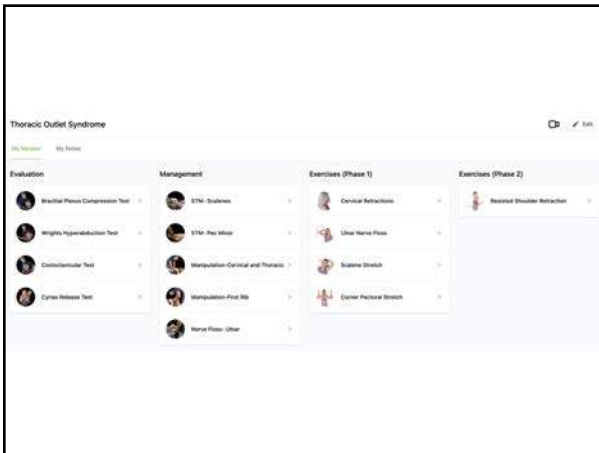 Thoracic Outlet Syndrome
Edit
My Version
My Notes
Evaluation
Brachial Plexus Compression Test
Wrights Hyperabduction Test
Costoclavicular Test
Cyriax Release Test
Management
STM- Scalenes
STM- Pec Minor
Manipulation-Cervical and Thoracic
Manipulation-First Rib
Nerve Floss- Ulnar
Exercises (Phase 1)
Cervical Retractions
Ulnar Nerve Floss
Scalene Stretch
Corner Pectoral Stretch
Exercises (Phase 2)
Resisted Shoulder Retraction